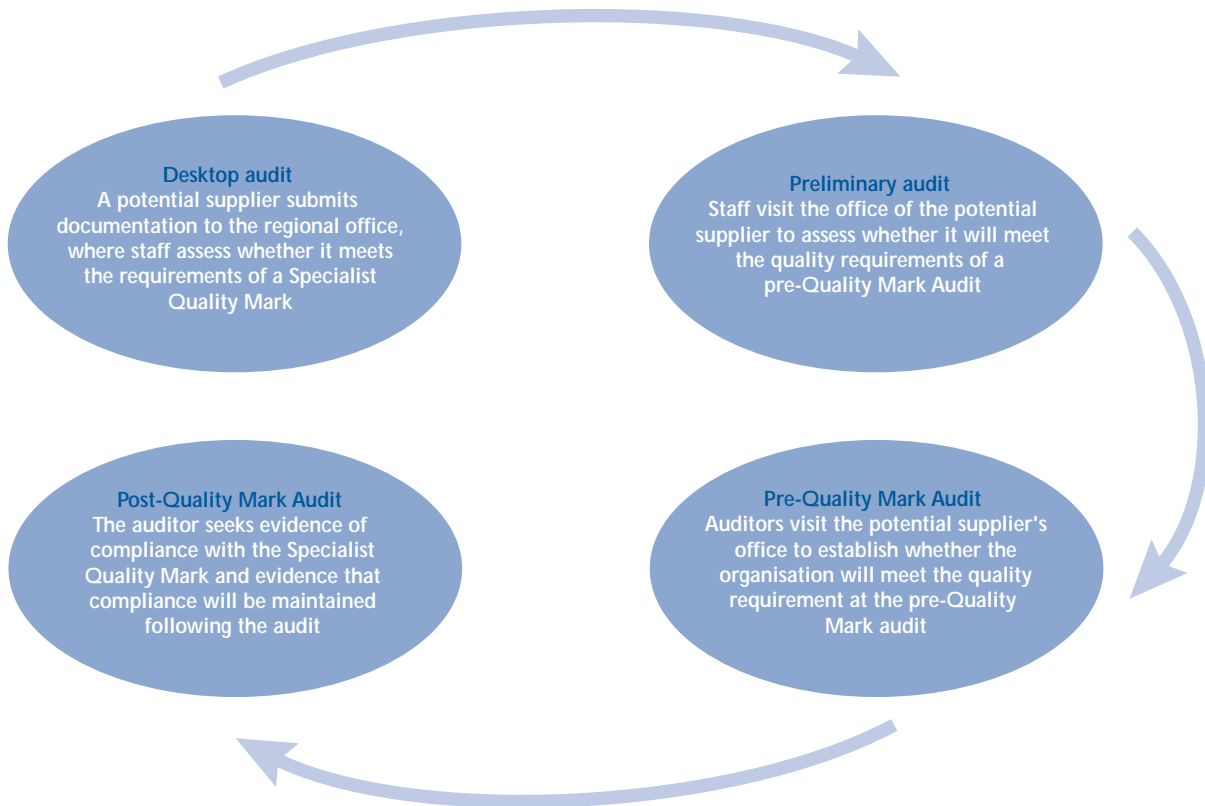 Desktop audit
A potential supplier submits
documentation to the regional office,
where staff assess whether it meets
the requirements of a Specialist
Quality Mark
Preliminary audit
Staff visit the office of the potential
supplier to assess whether it will meet
the quality requirements of a
pre-Quality Mark Audit
Post-Quality Mark Audit
The auditor seeks evidence of
compliance with the Specialist
Quality Mark and evidence that
compliance will be maintained
following the audit
Pre-Quality Mark Audit
Auditors visit the potential supplier's
office to establish whether the
organisation will meet the quality
requirement at the pre-Quality
Mark audit